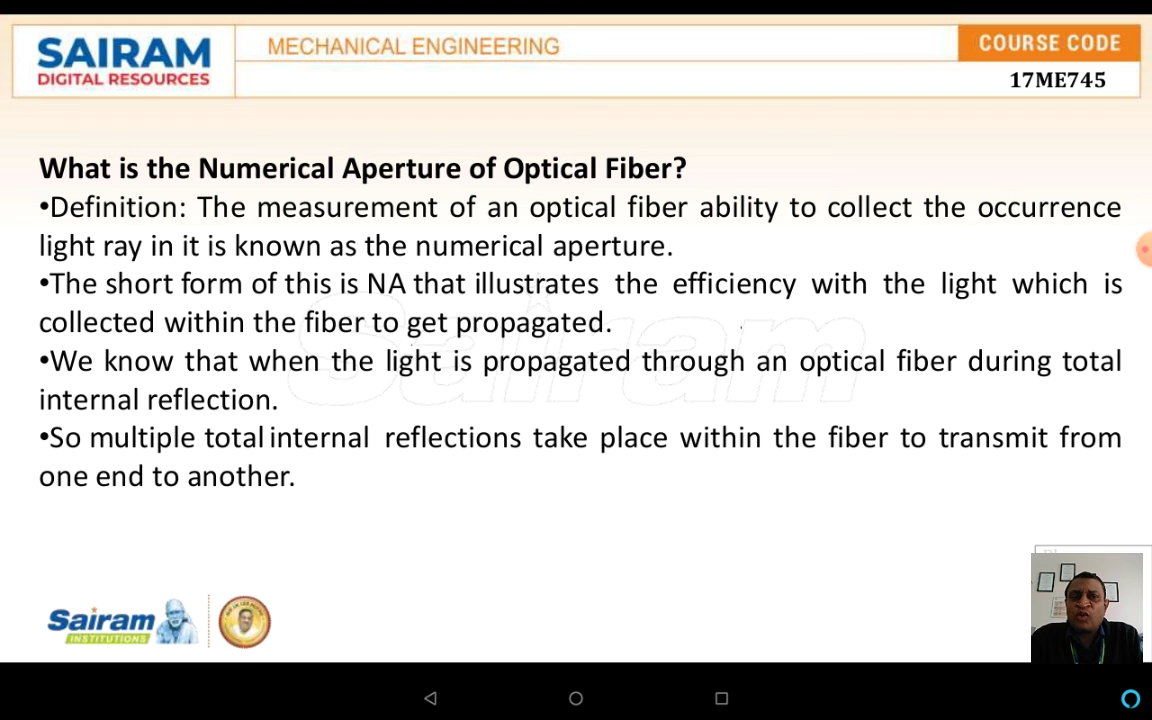 SAIRAM
DIGITAL RESOURCES
MECHANICAL ENGINEERING
COURSE CODE
17ME745
What is the Numerical Aperture of Optical Fiber?
•Definition: The measurement of an optical fiber ability to collect the occurrence
light ray in it is known as the numerical aperture.
•The short form of this is NA that illustrates the efficiency with the light which is
collected within the fiber to get propagated.
•We know that when the light is propagated through an optical fiber during total
internal reflection.
•So multiple total internal reflections take place within the fiber to transmit from
one end to another.
Sairam
Sairam
INSTITUTIONS